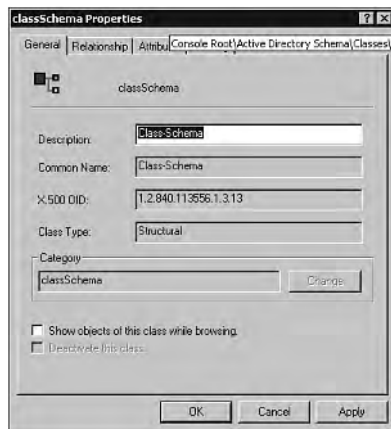 classSchema Properties
General Relationship Attribu Console Root\Active Directory Schema\Classes\
classSchema
Description: Class-Schema
Common Name: Class-Schema
X.500 OID: 1.2.840.113556.1.3.13
Class Type: Structural
Category
classSchema Change
Show objects of this class while browsing.
Deactivate this class.
OK Cancel Apply